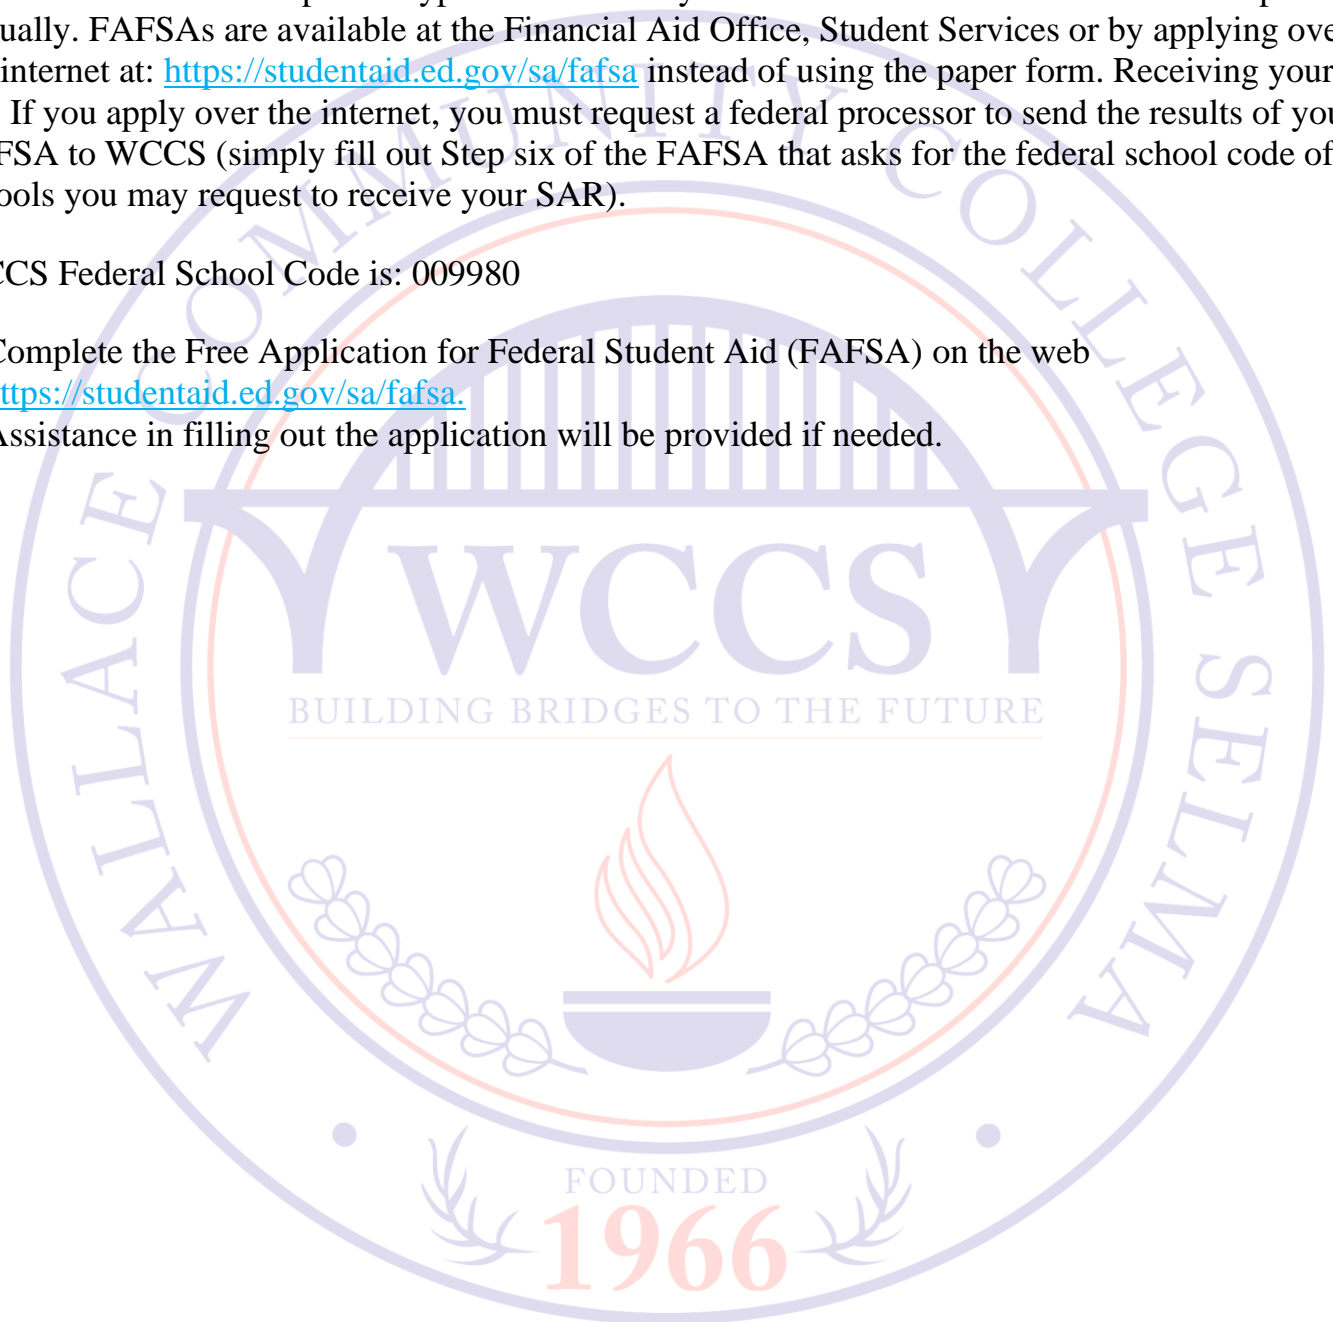 ually. FAFSAs are available at the Financial Aid Office, Student Services or by applying ove
internet at: https://studentaid.ed.gov/sa/fafsa instead of using the paper form. Receiving your
If you apply over the internet, you must request a federal processor to send the results of you
FSA to WCCS (simply fill out Step six of the FAFSA that asks for the federal school code of
ools you may request to receive your SAR).
CCS Federal School Code is: 009980
Complete the Free Application for Federal Student Aid (FAFSA) on the web
ttps://studentaid.ed.gov/sa/fafsa.
Assistance in filling out the application will be provided if needed.
WALLACE COMMUNITY COLLEGE SELMA
WCCS
BUILDING BRIDGES TO THE FUTURE
FOUNDED
1966